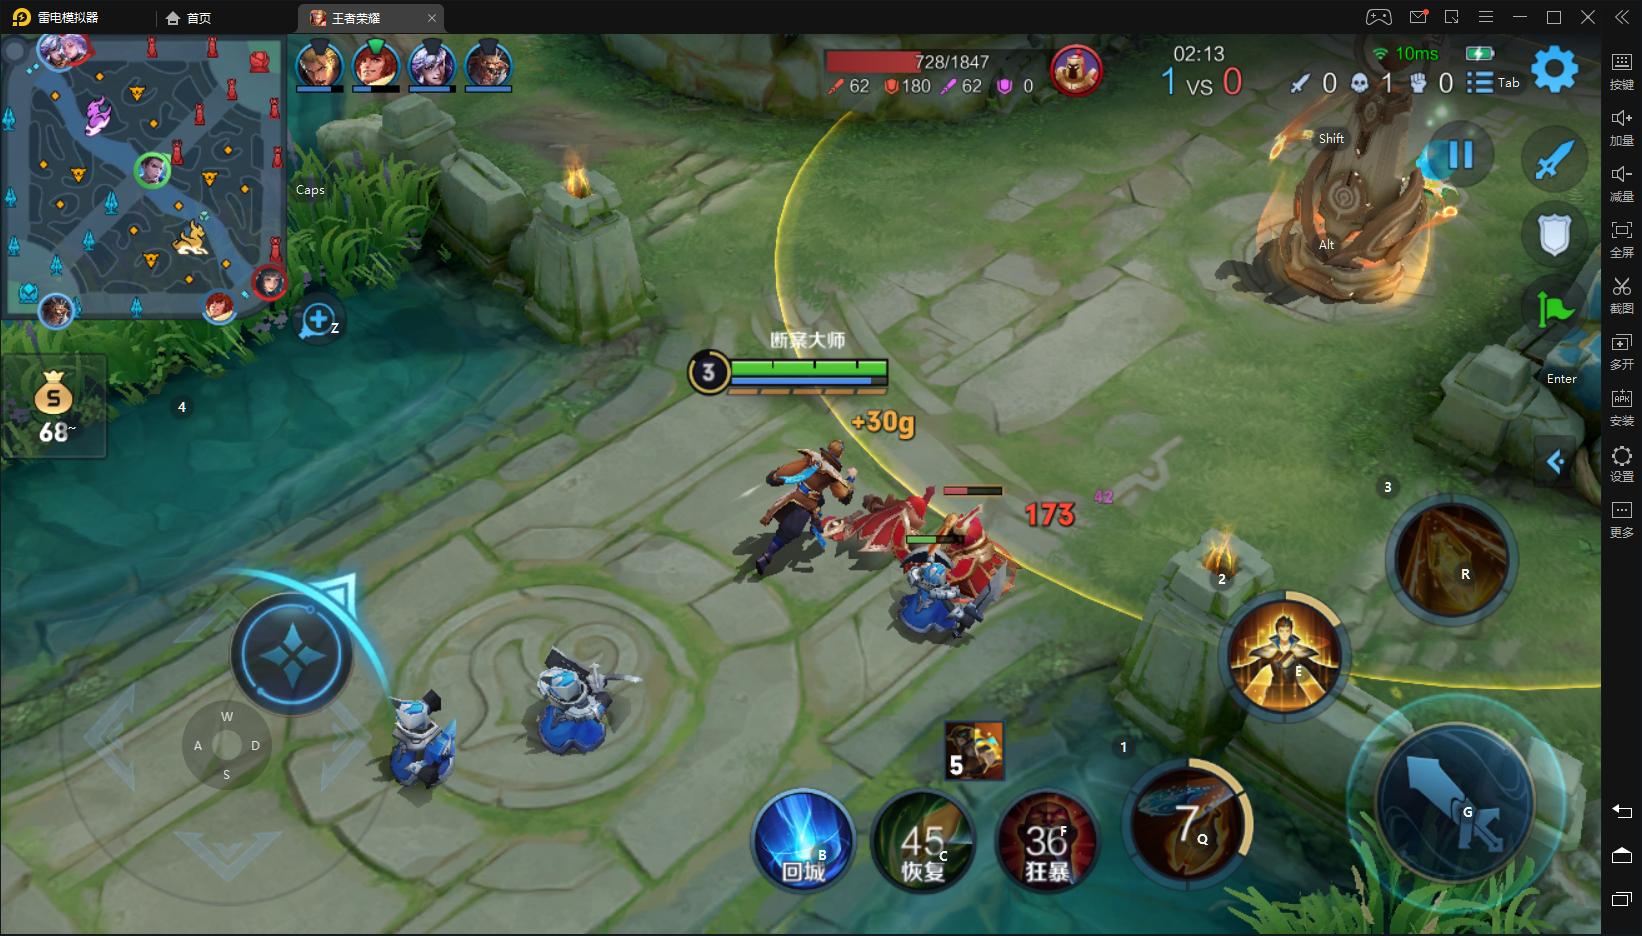 雷电模拟器
首页
王者荣耀
728/1847
62 180 62 0
02:13
1 VS 0
10ms
0 1 0
Tab
Shift
Caps
Alt
Z
Enter
按键
加量
减量
全屏
截图
多开
安装
设置
更多
APK
断案大师
3
+30g
S
68~
4
173
42
3
R
2
E
W
A
D
S
5
1
7
Q
G
B
回城
45
C
恢复
36
F
狂暴